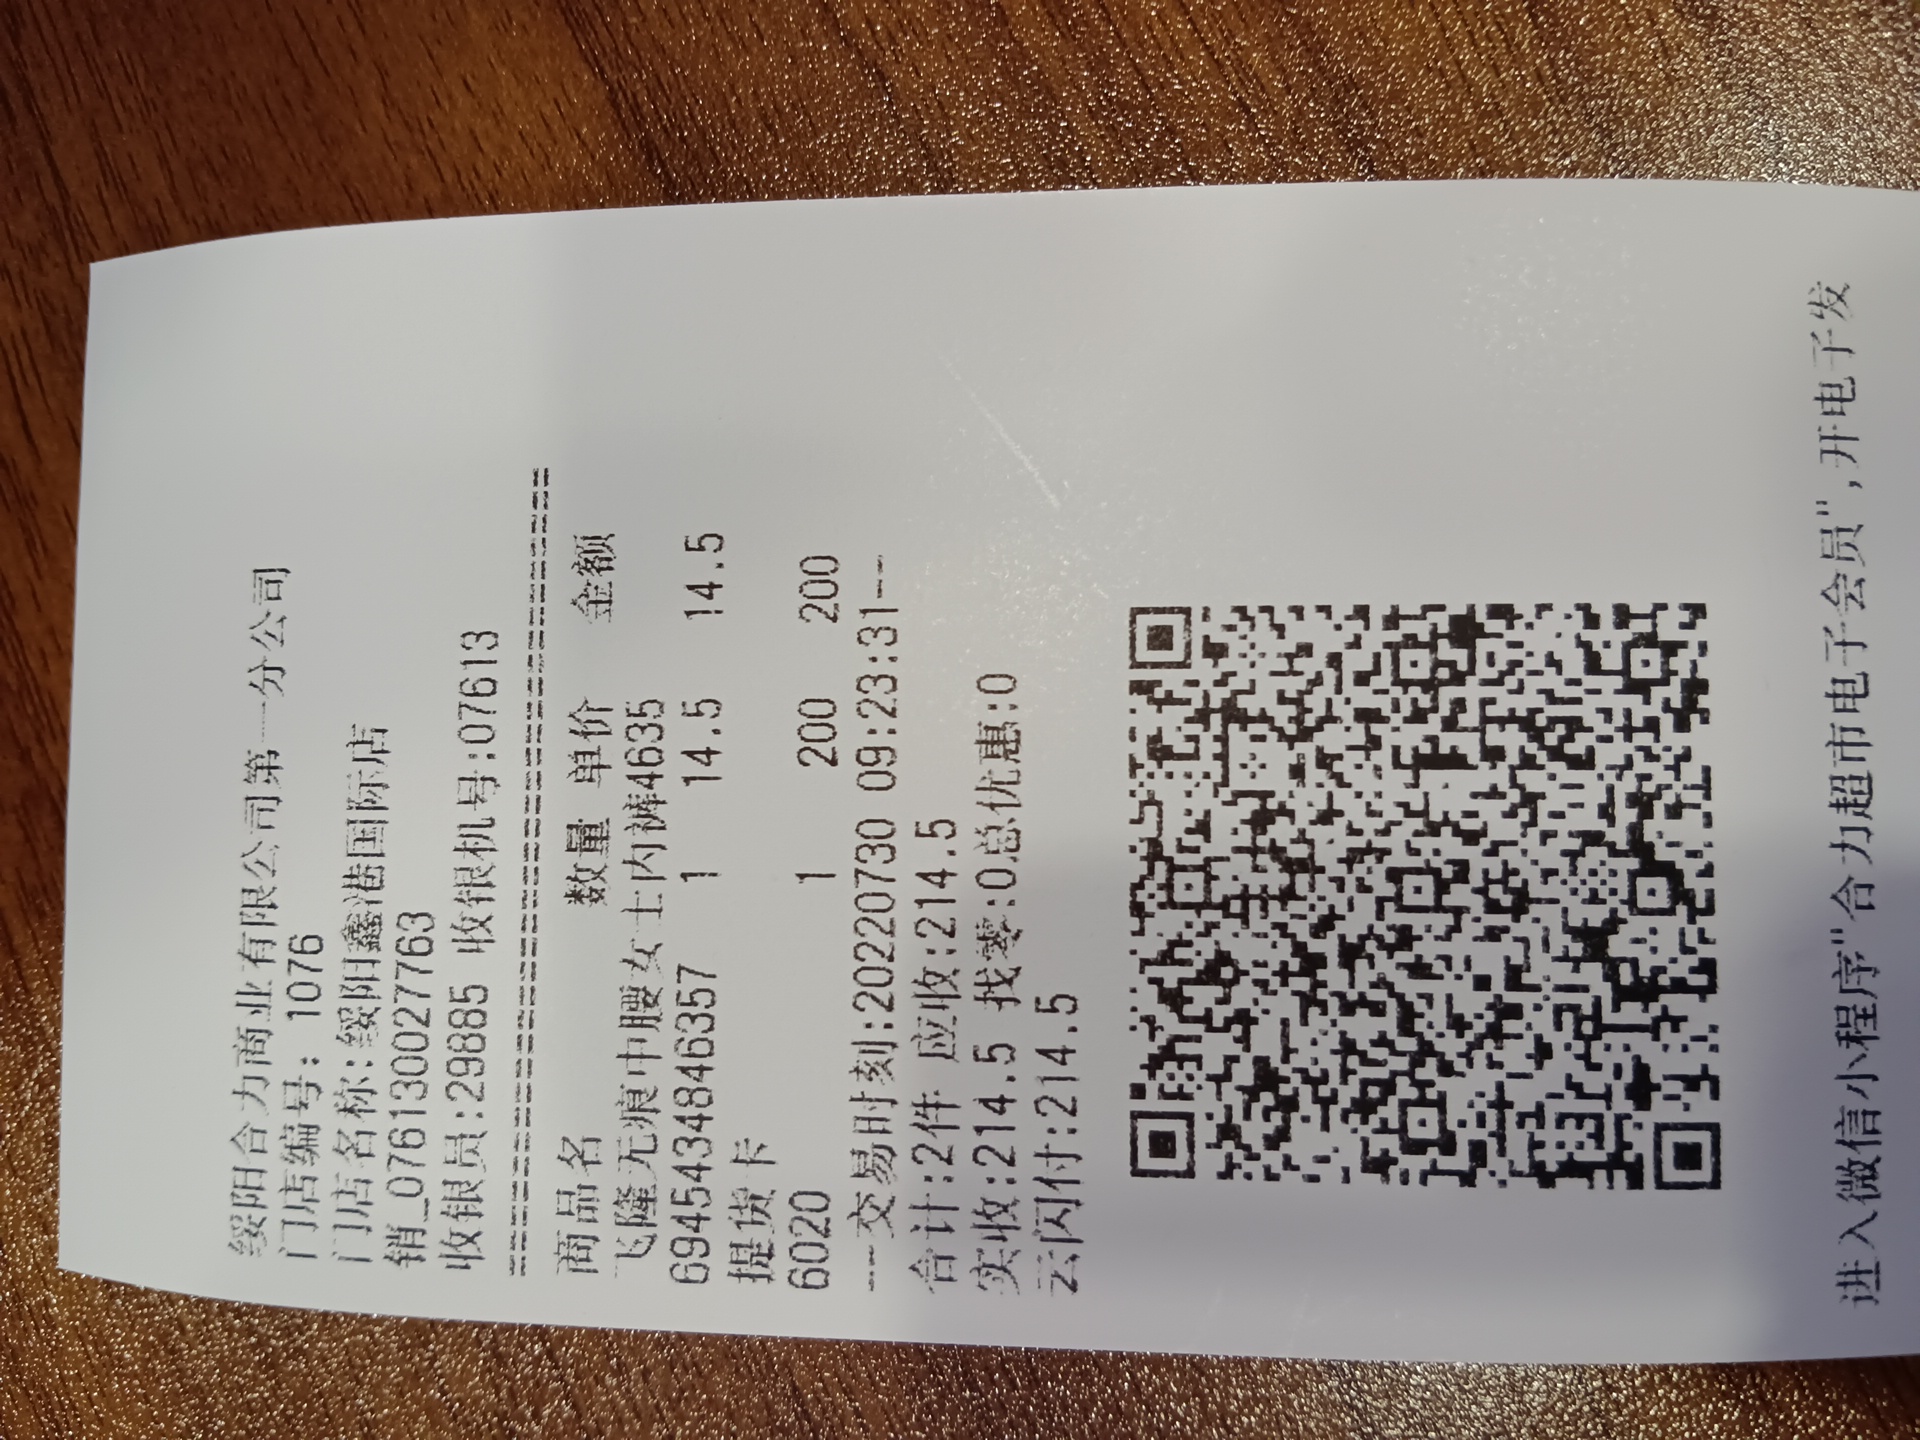 绥阳合力商业有限公司第一分公司
门店编号: 1076
门店名称:绥阳鑫港国际店
销_076130027763
收银员:29885 收银机号:07613
商品名 数量 单价 金额
飞隆无痕中腰女士内裤4635
6945434846357 1 14.5 14.5
提货卡
6020 1 200 200
---交易时刻:20220730 09:23:31---
合计:2件 应收:214.5
实收:214.5 找零:0总优惠:0
云闪付:214.5
进入微信小程序"合力超市电子会员",开电子发